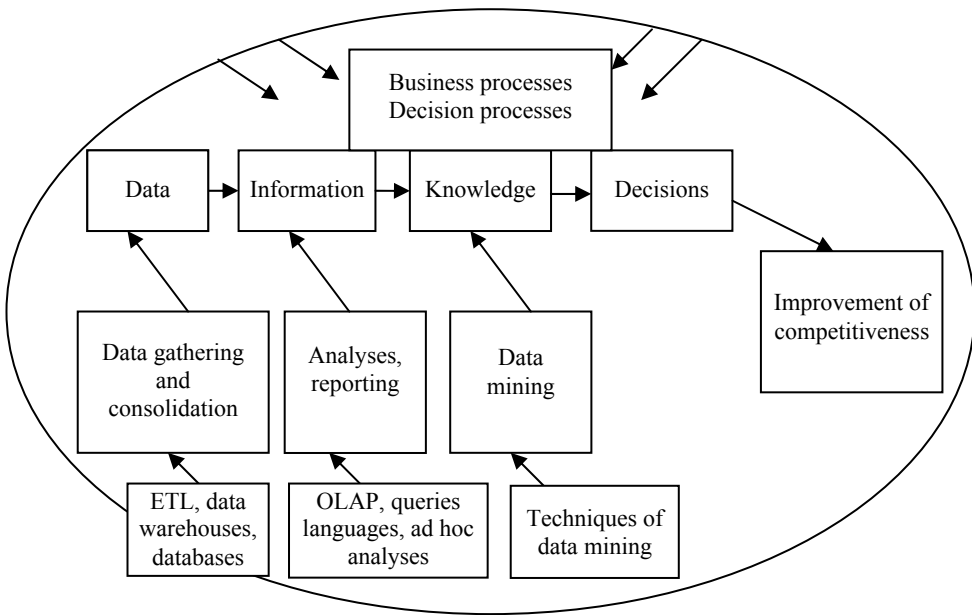 Business processes
Decision processes
Data
Information
Knowledge
Decisions
Improvement of
competitiveness
Data gathering
and
consolidation
Analyses,
reporting
Data
mining
ETL, data
warehouses,
databases
OLAP, queries
languages, ad hoc
analyses
Techniques of
data mining